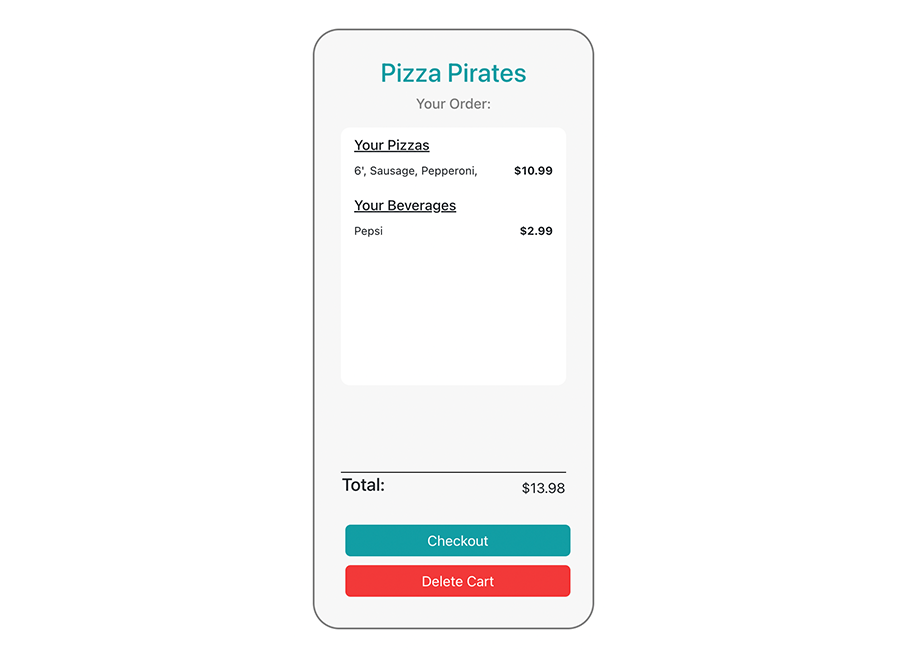 Pizza Pirates
Your Order:
Your Pizzas
6', Sausage, Pepperoni, $10.99
Your Beverages
Pepsi $2.99
Total: $13.98
Checkout
Delete Cart